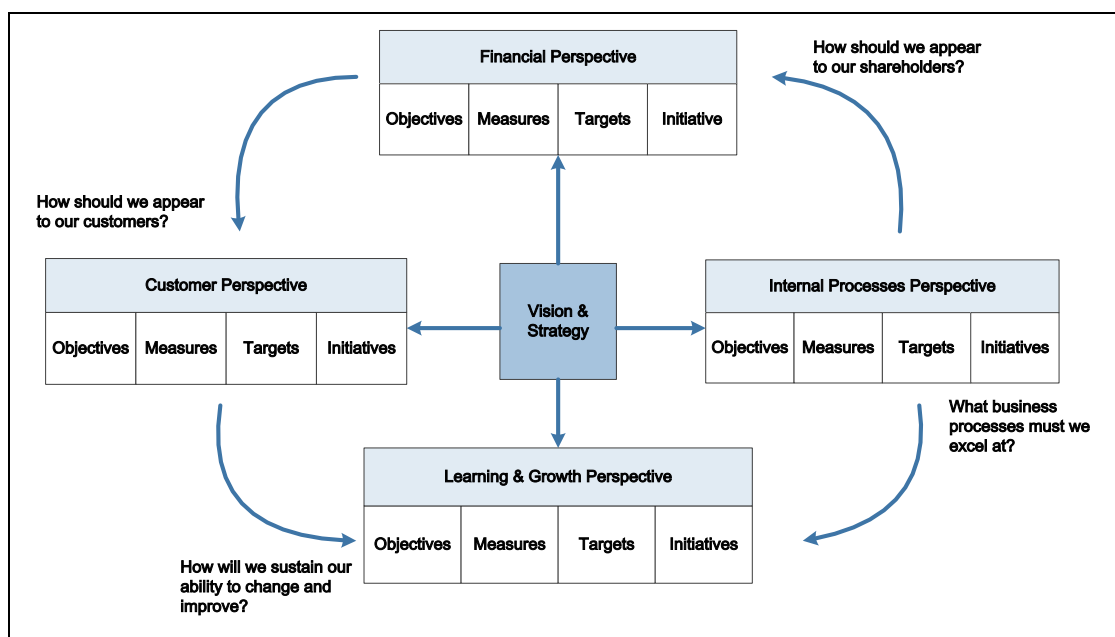 Financial Perspective
Objectives Measures Targets Initiative
How should we appear
to our shareholders?
How should we appear
to our customers?
Customer Perspective
Objectives Measures Targets Initiatives
Vision &
Strategy
Internal Processes Perspective
Objectives Measures Targets Initiatives
What business
processes must we
excel at?
Learning & Growth Perspective
Objectives Measures Targets Initiatives
How will we sustain our
ability to change and
improve?